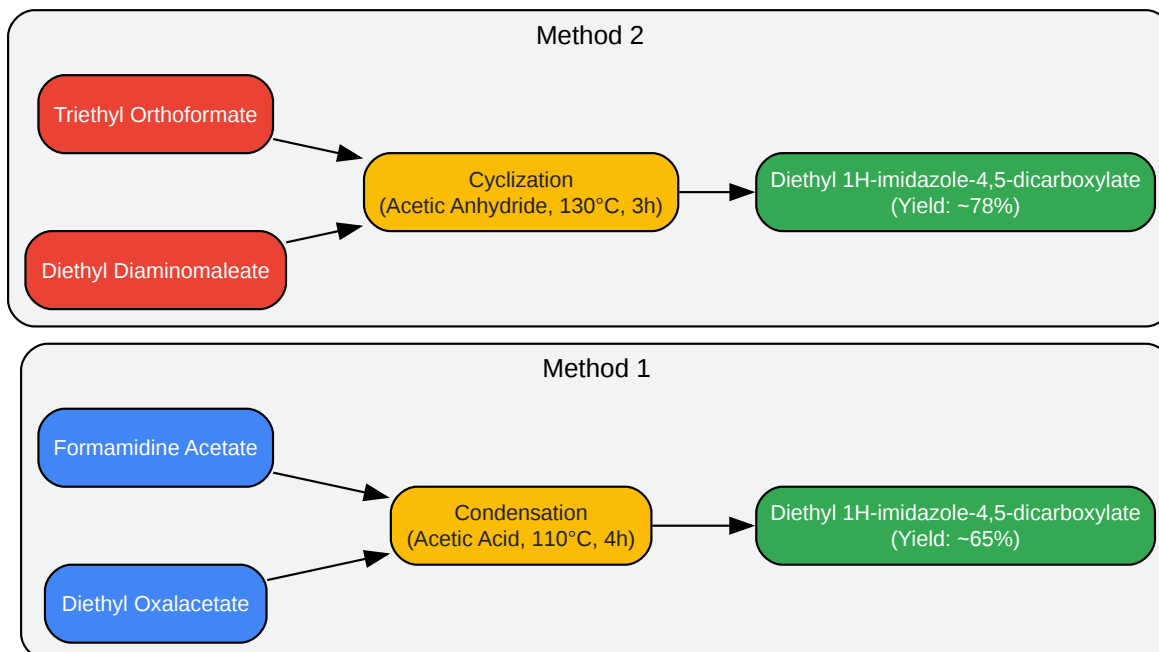 Method 2
Triethyl Orthoformate
Diethyl Diaminomaleate
Cyclization
(Acetic Anhydride, 130°C, 3h)
Diethyl 1H-imidazole-4,5-dicarboxylate
(Yield: ~78%)
Method 1
Formamidine Acetate
Diethyl Oxalacetate
Condensation
(Acetic Acid, 110°C, 4h)
Diethyl 1H-imidazole-4,5-dicarboxylate
(Yield: ~65%)